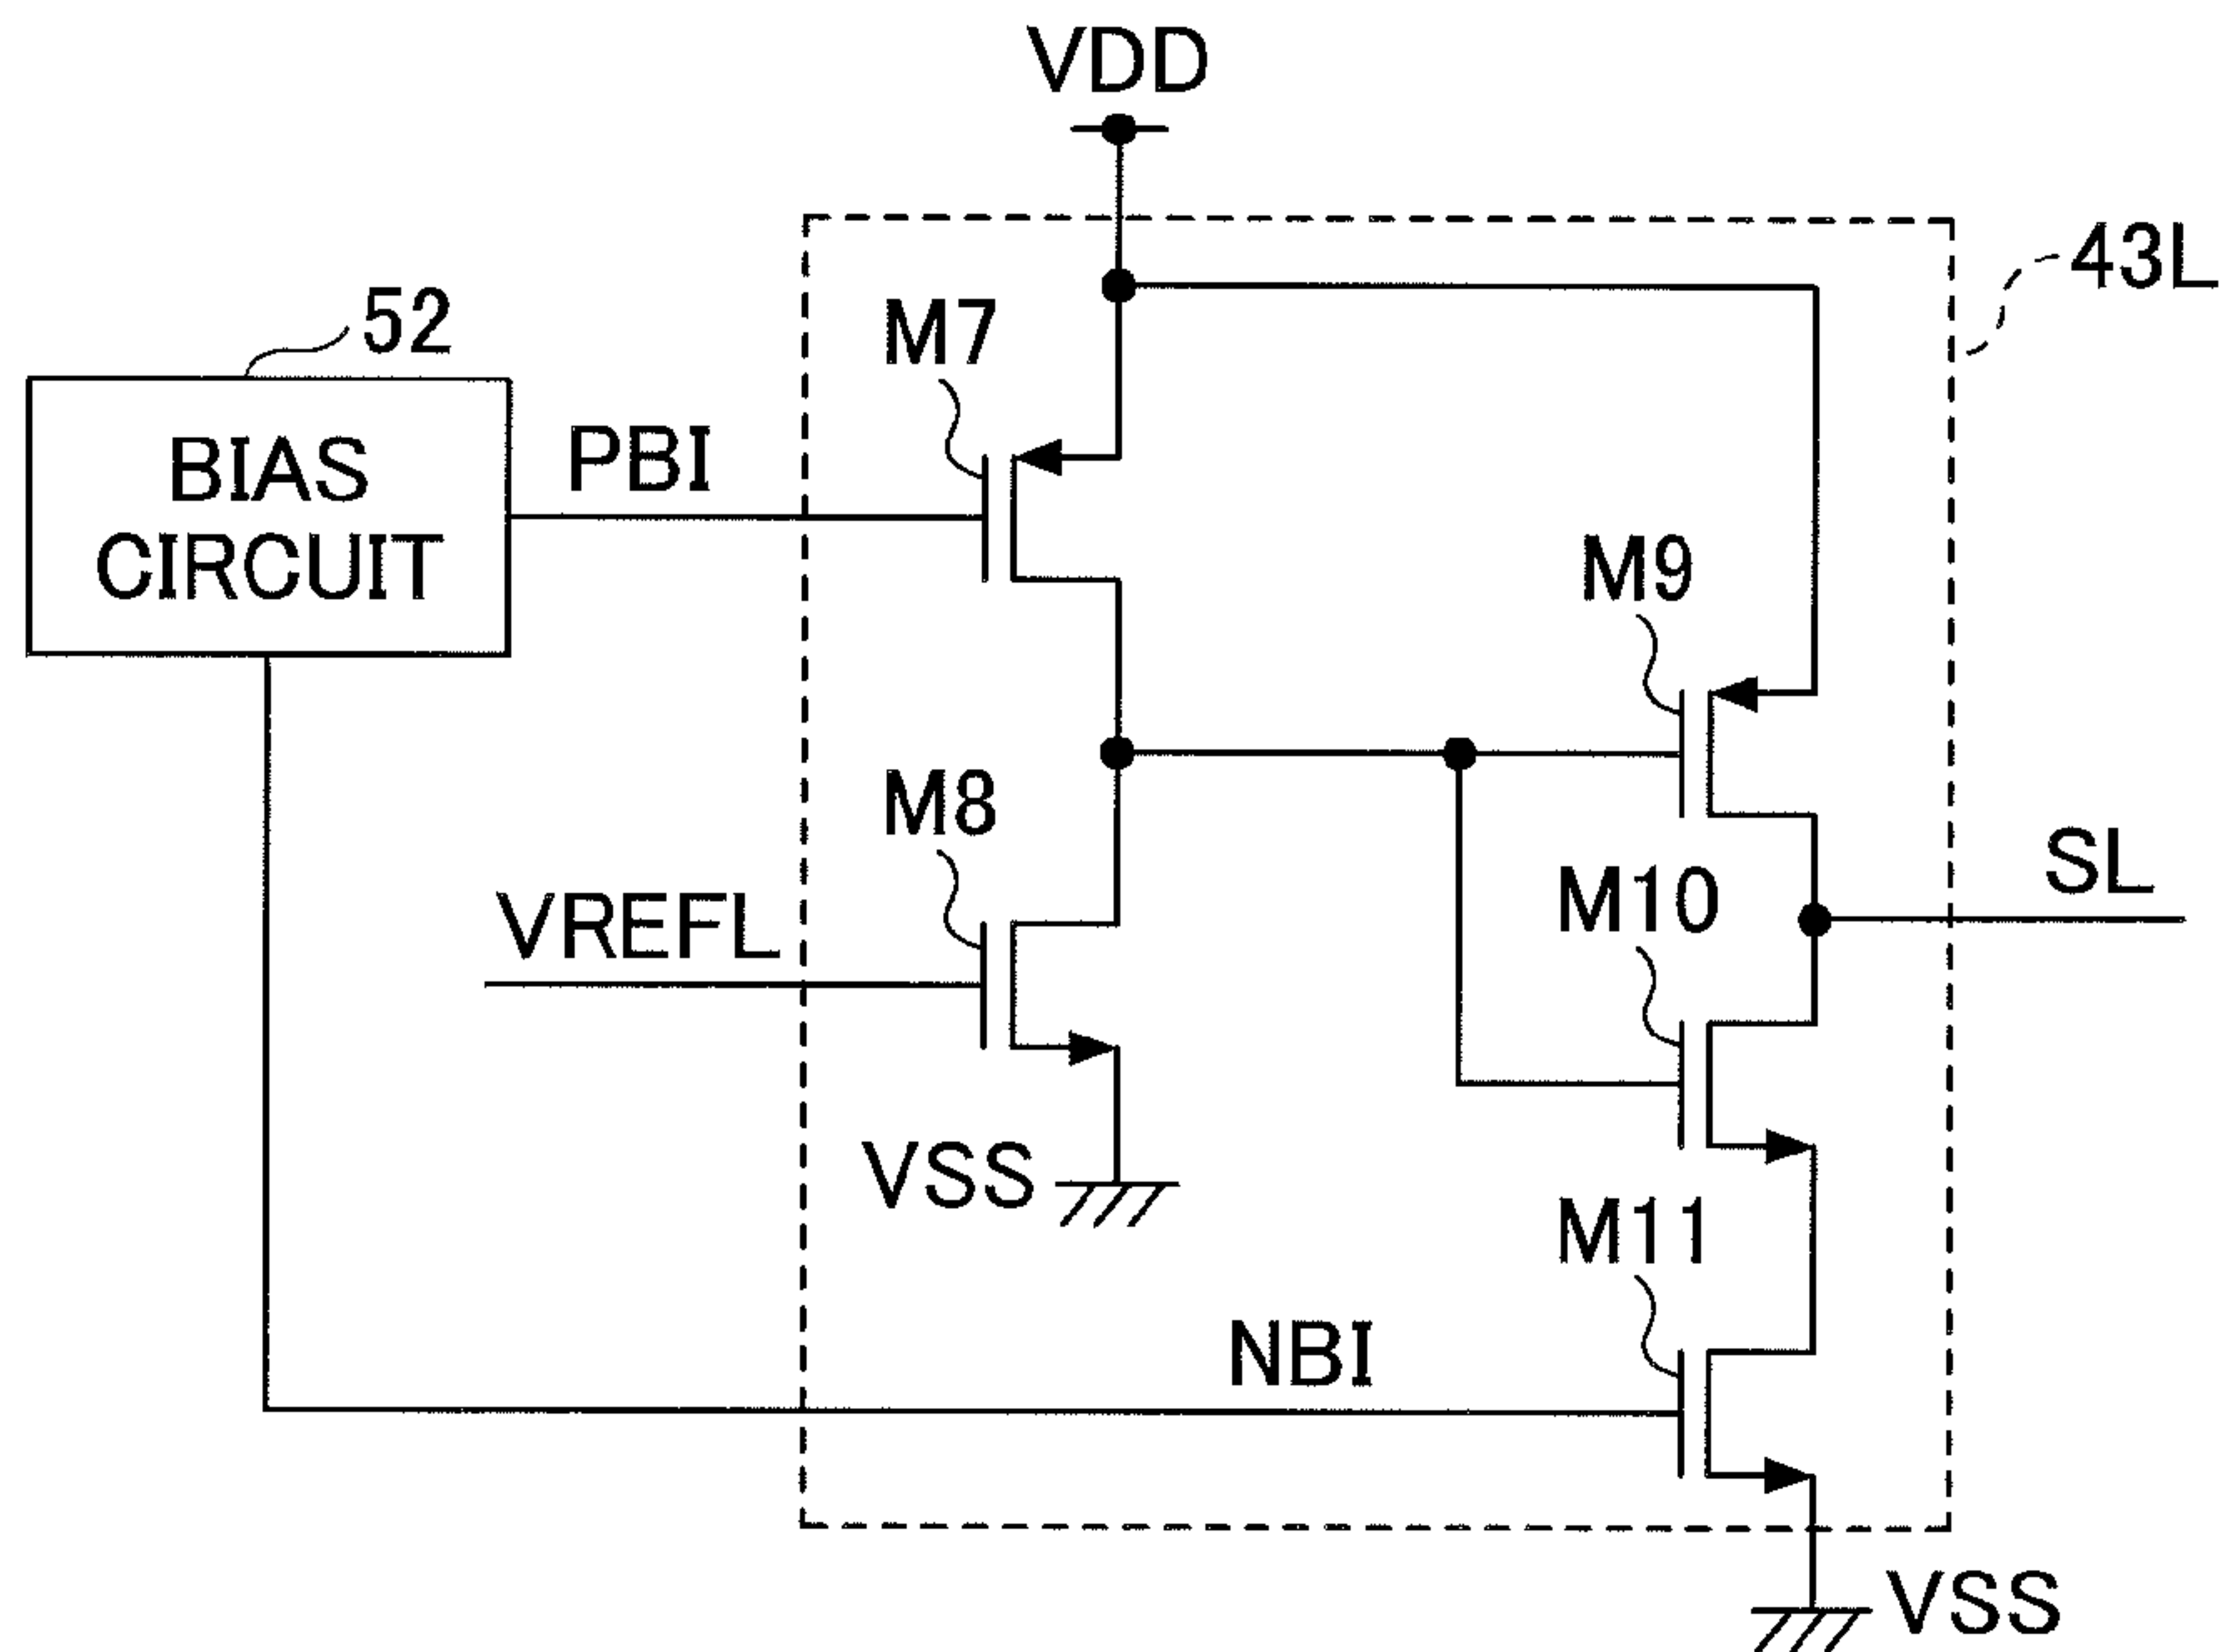 VDD
43L
52
M7
BIAS
CIRCUIT
PBI
M9
M8
M10
SL
VREFL
VSS
M11
NBI
VSS